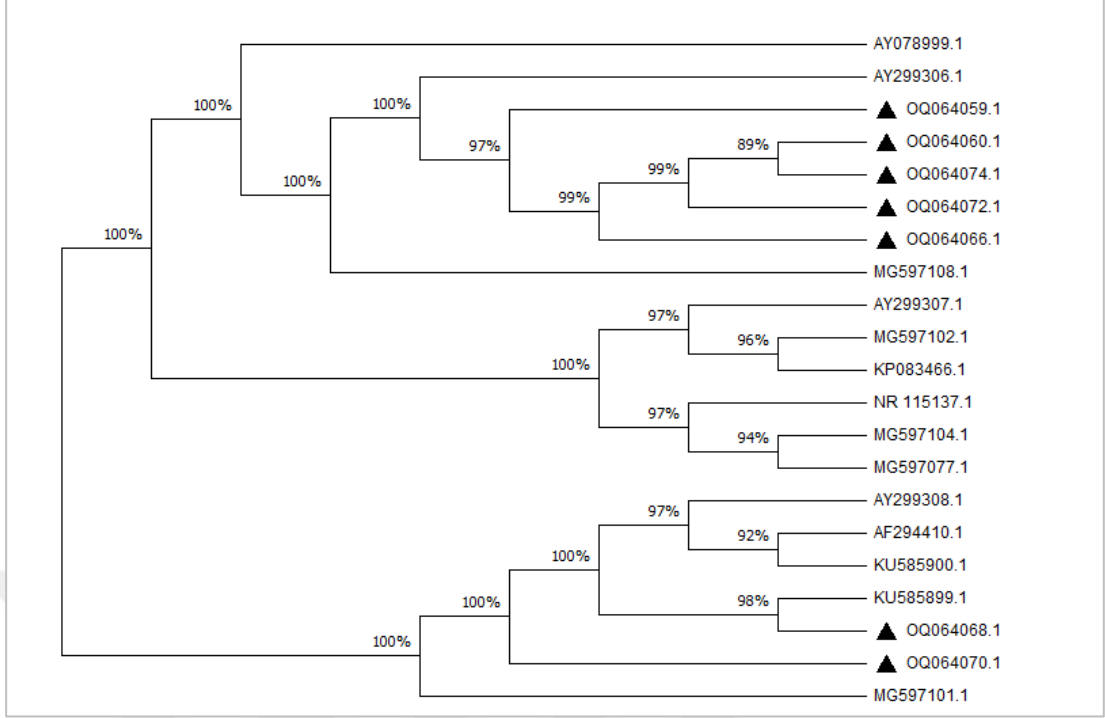 AY078999.1
AY299306.1
100%
100%
OQ064059.1
97%
89%
OQ064060.1
99%
OQ064074.1
100%
99%
OQ064072.1
100%
OQ064066.1
MG597108.1
97%
AY299307.1
96%
MG597102.1
100%
KP083466.1
97%
NR 115137.1
94%
MG597104.1
MG597077.1
97%
AY299308.1
92%
AF294410.1
100%
KU585900.1
100%
98%
KU585899.1
100%
OQ064068.1
OQ064070.1
MG597101.1